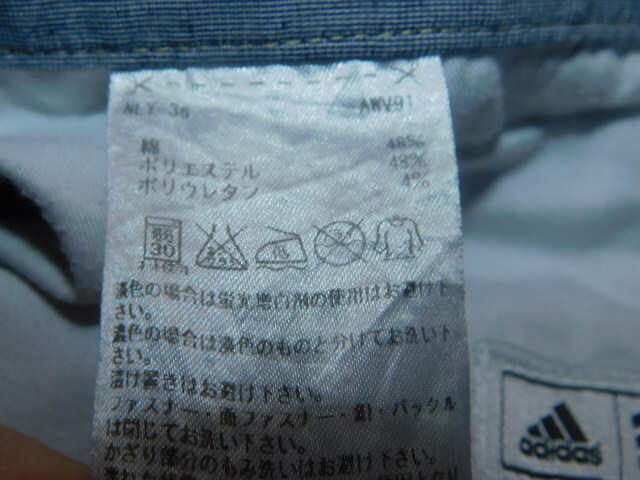 NLY 36 AWV91
綿 48%
ポリエステル 48%
ポリウレタン 4%
30
淡色の場合は蛍光増白剤の使用はお避け下
さい。
濃色の場合は淡色のものと分けてお洗い下
さい。
漬け置きはお避け下さい。
ファスナー・面ファスナー・釦・バックル
は閉じてお洗い下さい。
かざり部分のもみ洗いはお避け下さい。
adidas